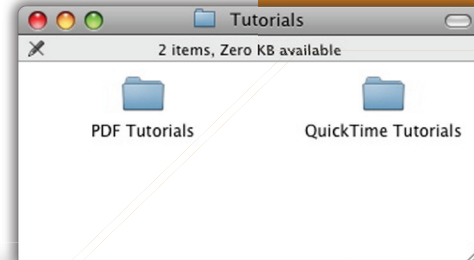 Tutorials
2 items, Zero KB available
PDF Tutorials
QuickTime Tutorials